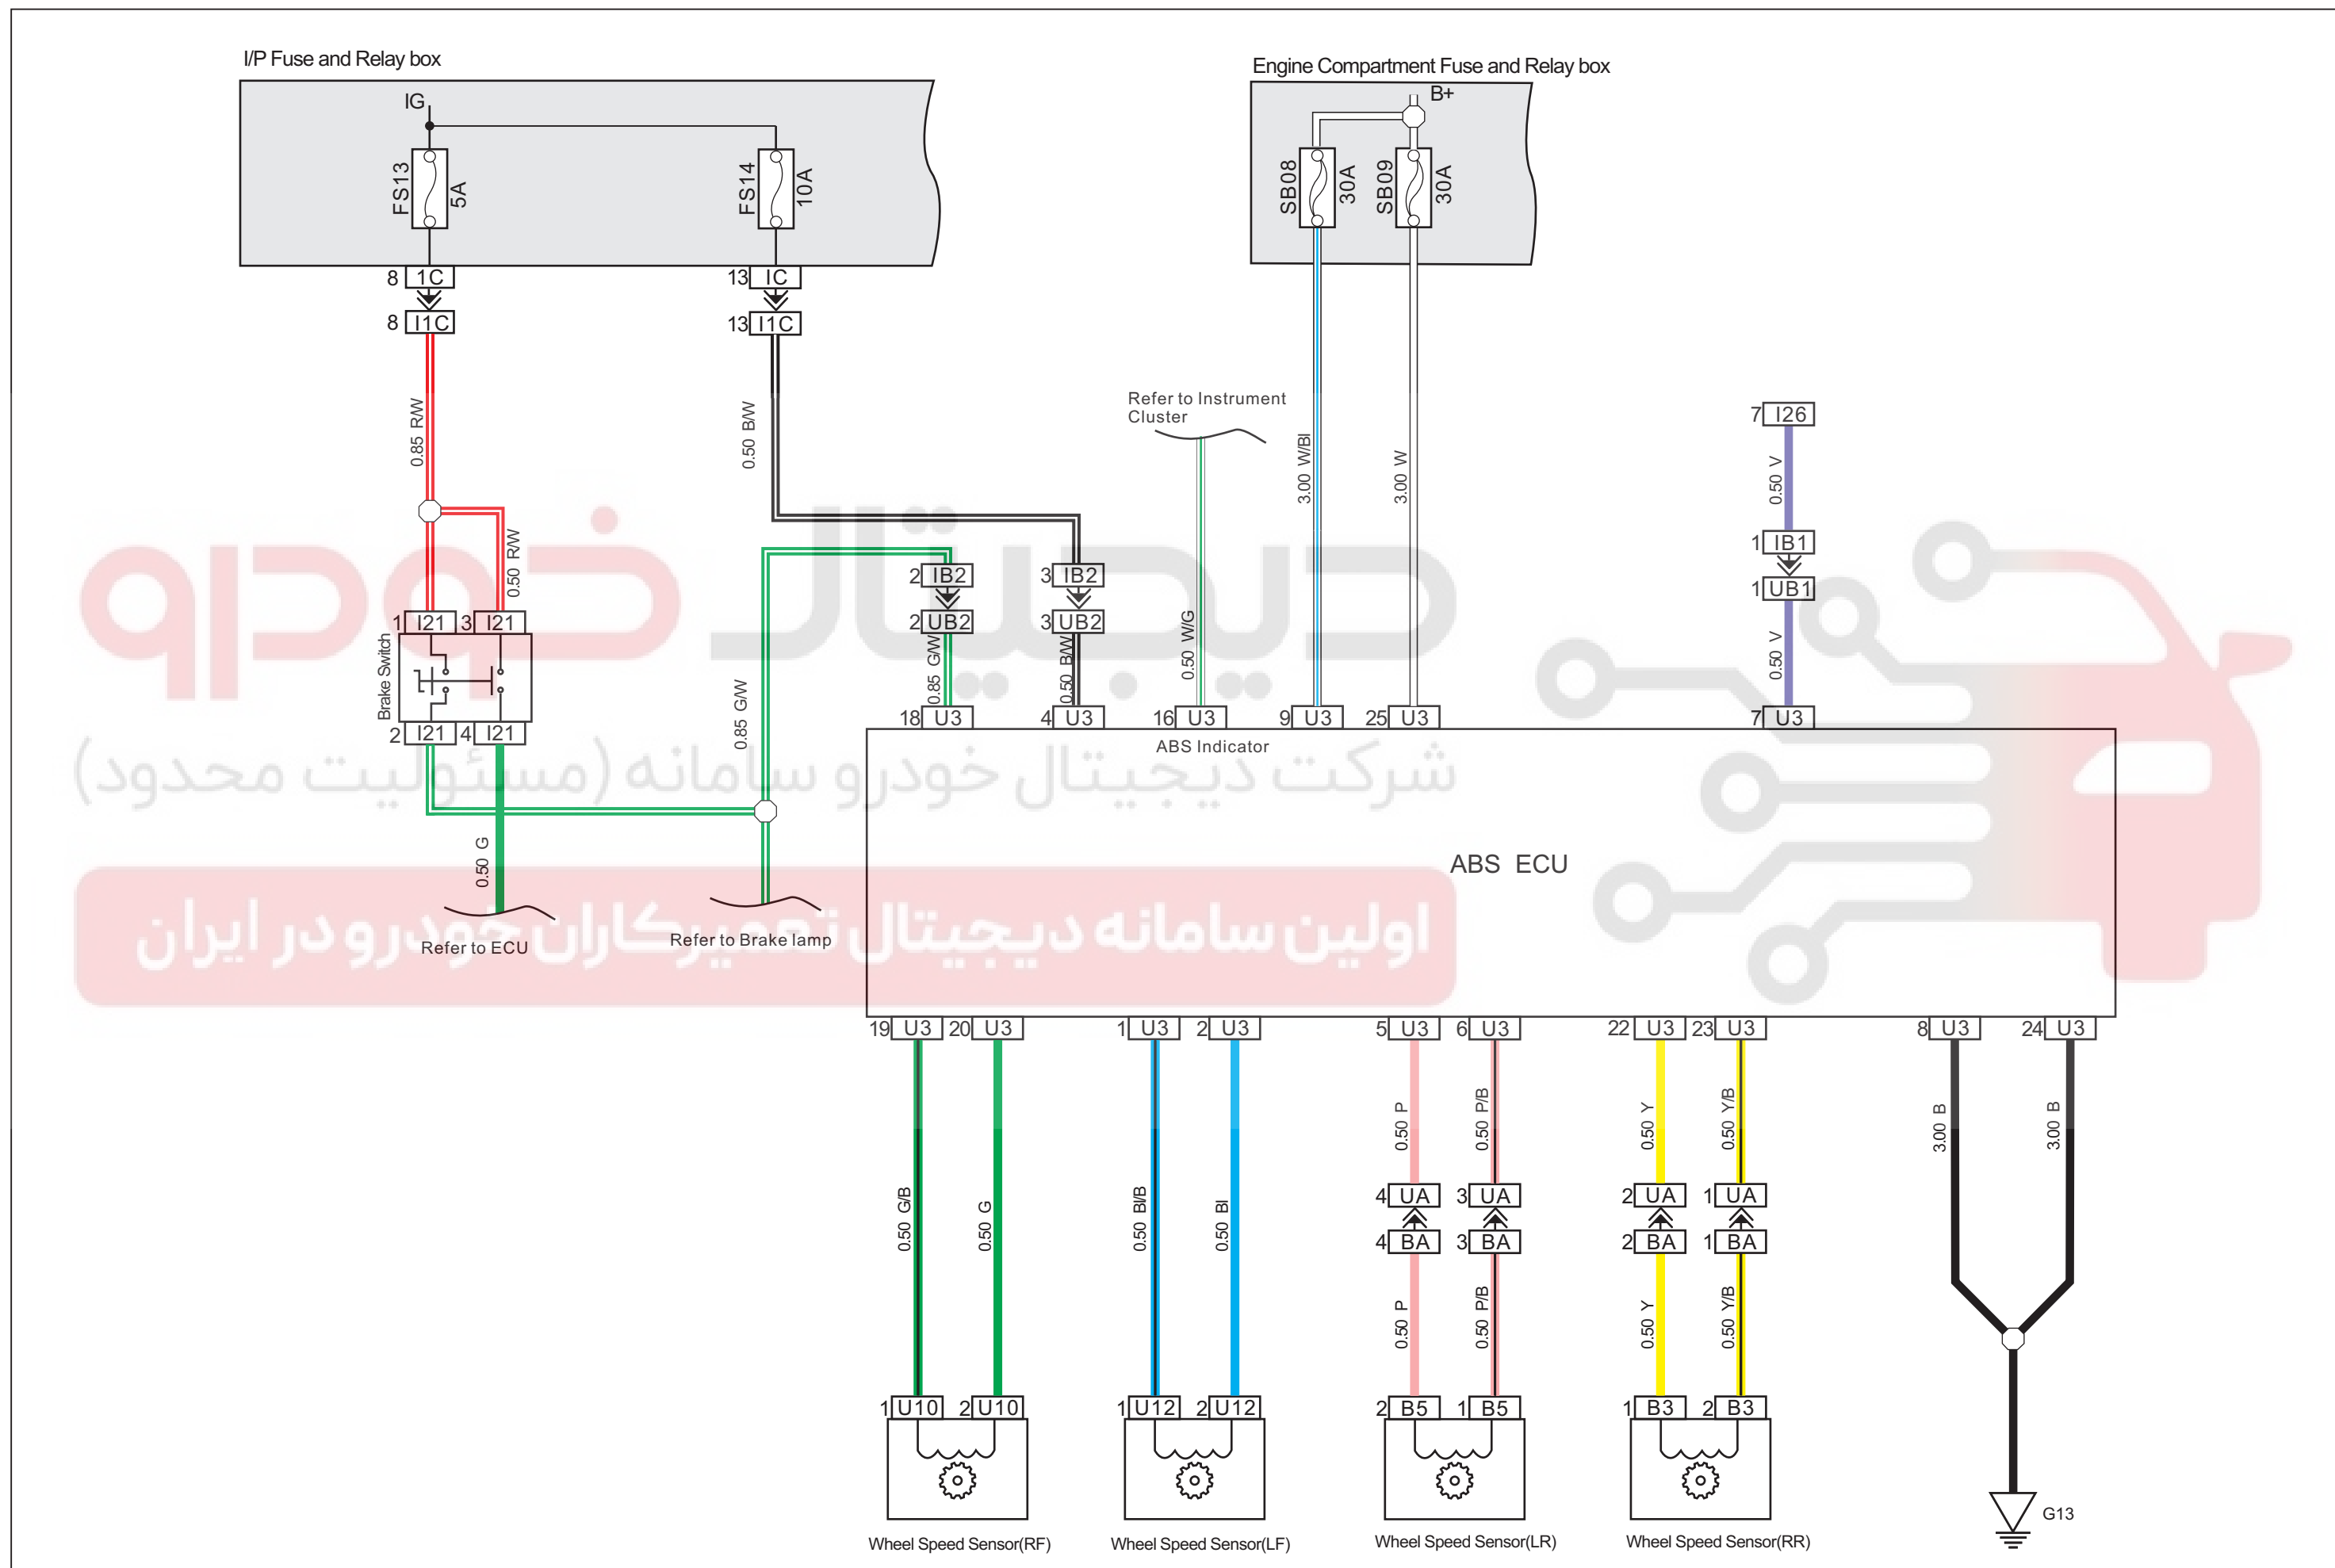 I/P Fuse and Relay box
Engine Compartment Fuse and Relay box
IG
B+
FS13
5A
FS14
10A
SB08
30A
SB09
30A
8 1C
13 IC
8 I1C
13 I1C
0.85 R/W
0.50 B/W
Refer to Instrument
Cluster
3.00 W/Bl
3.00 W
7 I26
0.50 V
0.50 R/W
1 IB1
1 UB1
دیجیتال خودرو
2 IB2
3 IB2
2 UB2
3 UB2
1 I21 3 I21
Brake Switch
2 I21 4 I21
0.85 G/W
0.85 G/W
0.50 B/W
0.50 W/G
0.50 V
18 U3
4 U3
16 U3
9 U3
25 U3
7 U3
ABS Indicator
شرکت دیجیتال خودرو سامانه (مسئولیت محدود)
0.50 G
ABS ECU
اولین سامانه دیجیتال تعمیرکاران خودرو در ایران
Refer to ECU
Refer to Brake lamp
19 U3 20 U3
1 U3 2 U3
5 U3 6 U3
22 U3 23 U3
8 U3
24 U3
0.50 P
0.50 P/B
0.50 Y
0.50 Y/B
3.00 B
3.00 B
0.50 G/B
0.50 G
0.50 Bl/B
0.50 Bl
4 UA 3 UA
2 UA 1 UA
4 BA 3 BA
2 BA 1 BA
0.50 P
0.50 P/B
0.50 Y
0.50 Y/B
1 U10 2 U10
1 U12 2 U12
2 B5 1 B5
1 B3 2 B3
G13
Wheel Speed Sensor(RF)
Wheel Speed Sensor(LF)
Wheel Speed Sensor(LR)
Wheel Speed Sensor(RR)